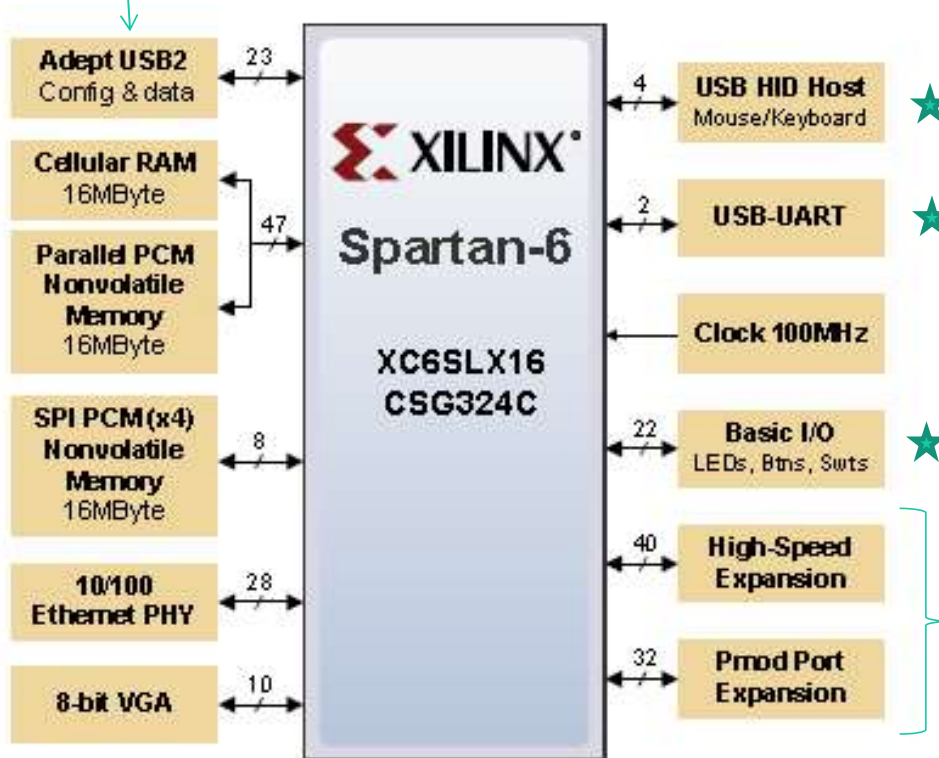 Adept USB2
Config & data
23
Cellular RAM
16MByte
47
Parallel PCM
Nonvolatile
Memory
16MByte
SPI PCM (x4)
Nonvolatile
Memory
16MByte
8
10/100
Ethernet PHY
28
8-bit VGA
10
XILINX®
Spartan-6
XC6SLX16
CSG324C
4
USB HID Host
Mouse/Keyboard
2
USB-UART
Clock 100MHz
22
Basic I/O
LEDs, Btns, Swts
40
High-Speed
Expansion
32
Pmod Port
Expansion